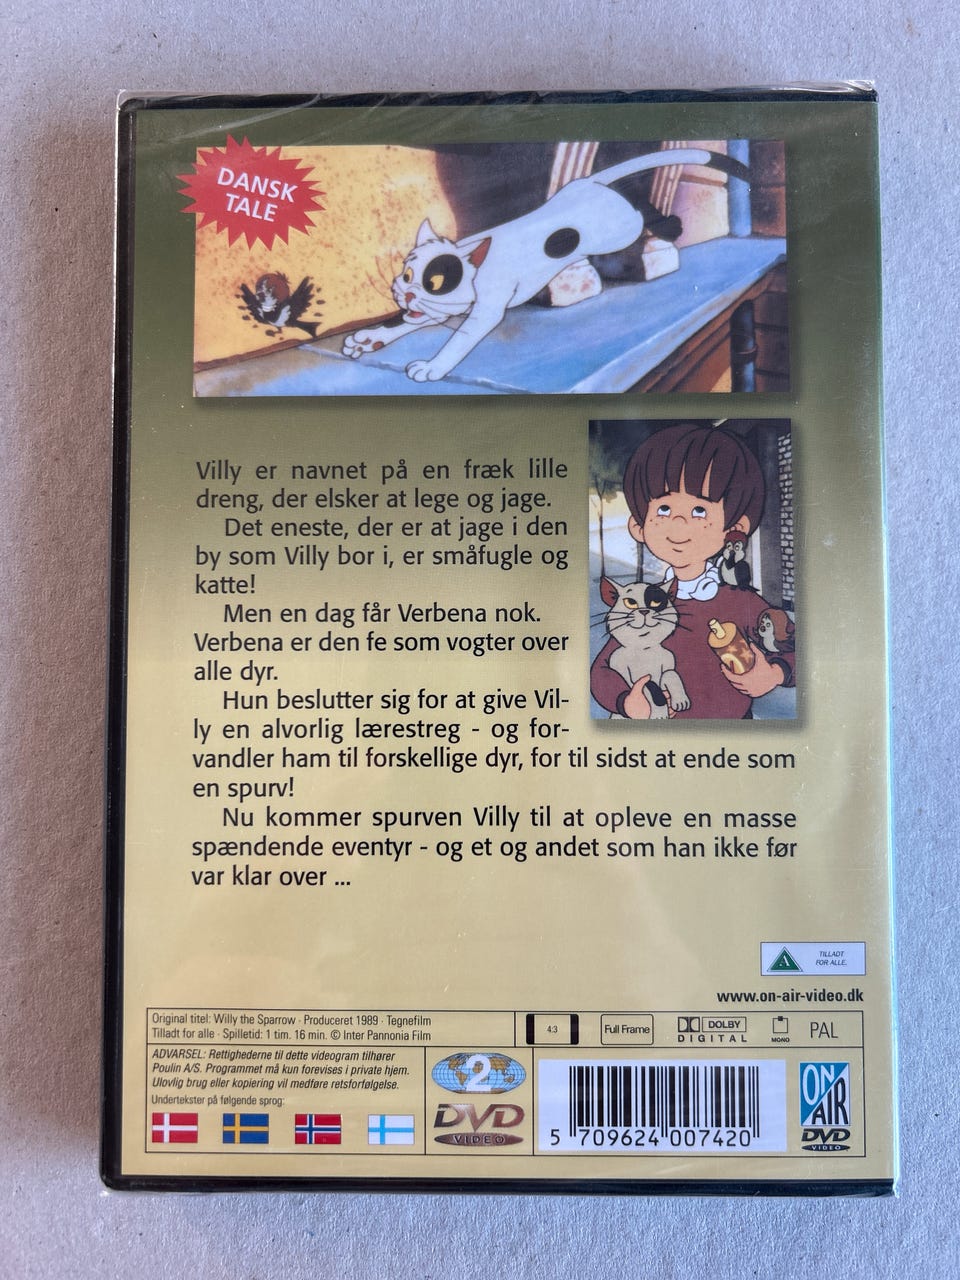 DANSK
TALE
Villy er navnet på en fræk lille
dreng, der elsker at lege og jage.
Det eneste, der er at jage i den
by som Villy bor i, er småfugle og
katte!
Men en dag får Verbena nok.
Verbena er den fe som vogter over
alle dyr.
Hun beslutter sig for at give Vil-
ly en alvorlig lærestreg - og for-
vandler ham til forskellige dyr, for til sidst at ende som
en spurv!
Nu kommer spurven Villy til at opleve en masse
spændende eventyr - og et og andet som han ikke før
var klar over ...
A
TILLADT
FOR ALLE.
www.on-air-video.dk
Original titel: Willy the Sparrow · Produceret 1989 · Tegnefilm
Tilladt for alle · Spilletid: 1 tim. 16 min. © Inter Pannonia Film
4:3
Full Frame
DOLBY
DIGITAL
MONO
PAL
ADVARSEL: Rettighederne til dette videogram tilhører
Poulin A/S. Programmet må kun forevises i private hjem.
Ulovlig brug eller kopiering vil medføre retsforfølgelse.
Undertekster på følgende sprog:
2
DVD
VIDEO
5 709624 007420
ON
AIR
DVD
VIDEO